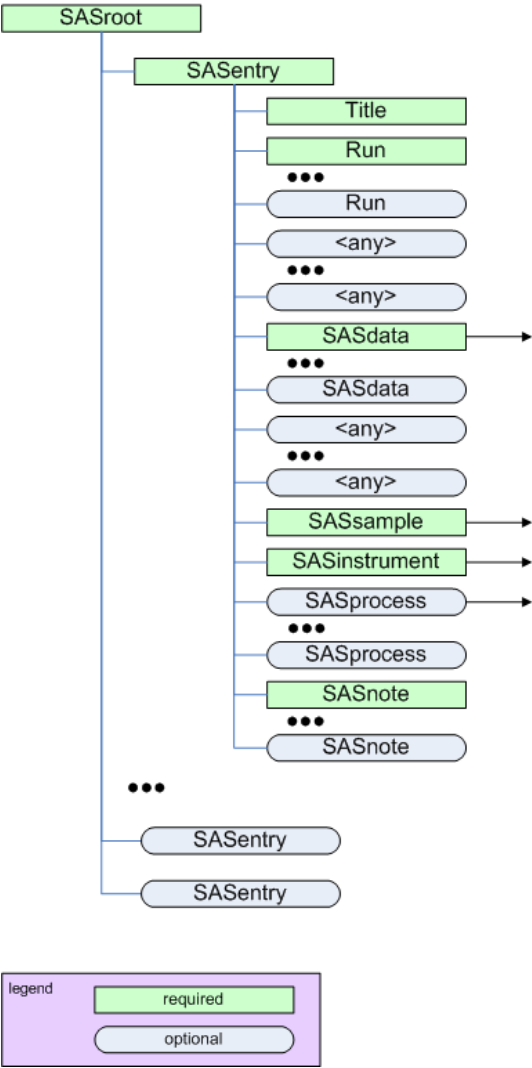 SASroot
SASentry
Title
Run
Run
<any>
<any>
SASdata
SASdata
<any>
<any>
SASsample
SASinstrument
SASprocess
SASprocess
SASnote
SASnote
SASentry
SASentry
legend
required
optional